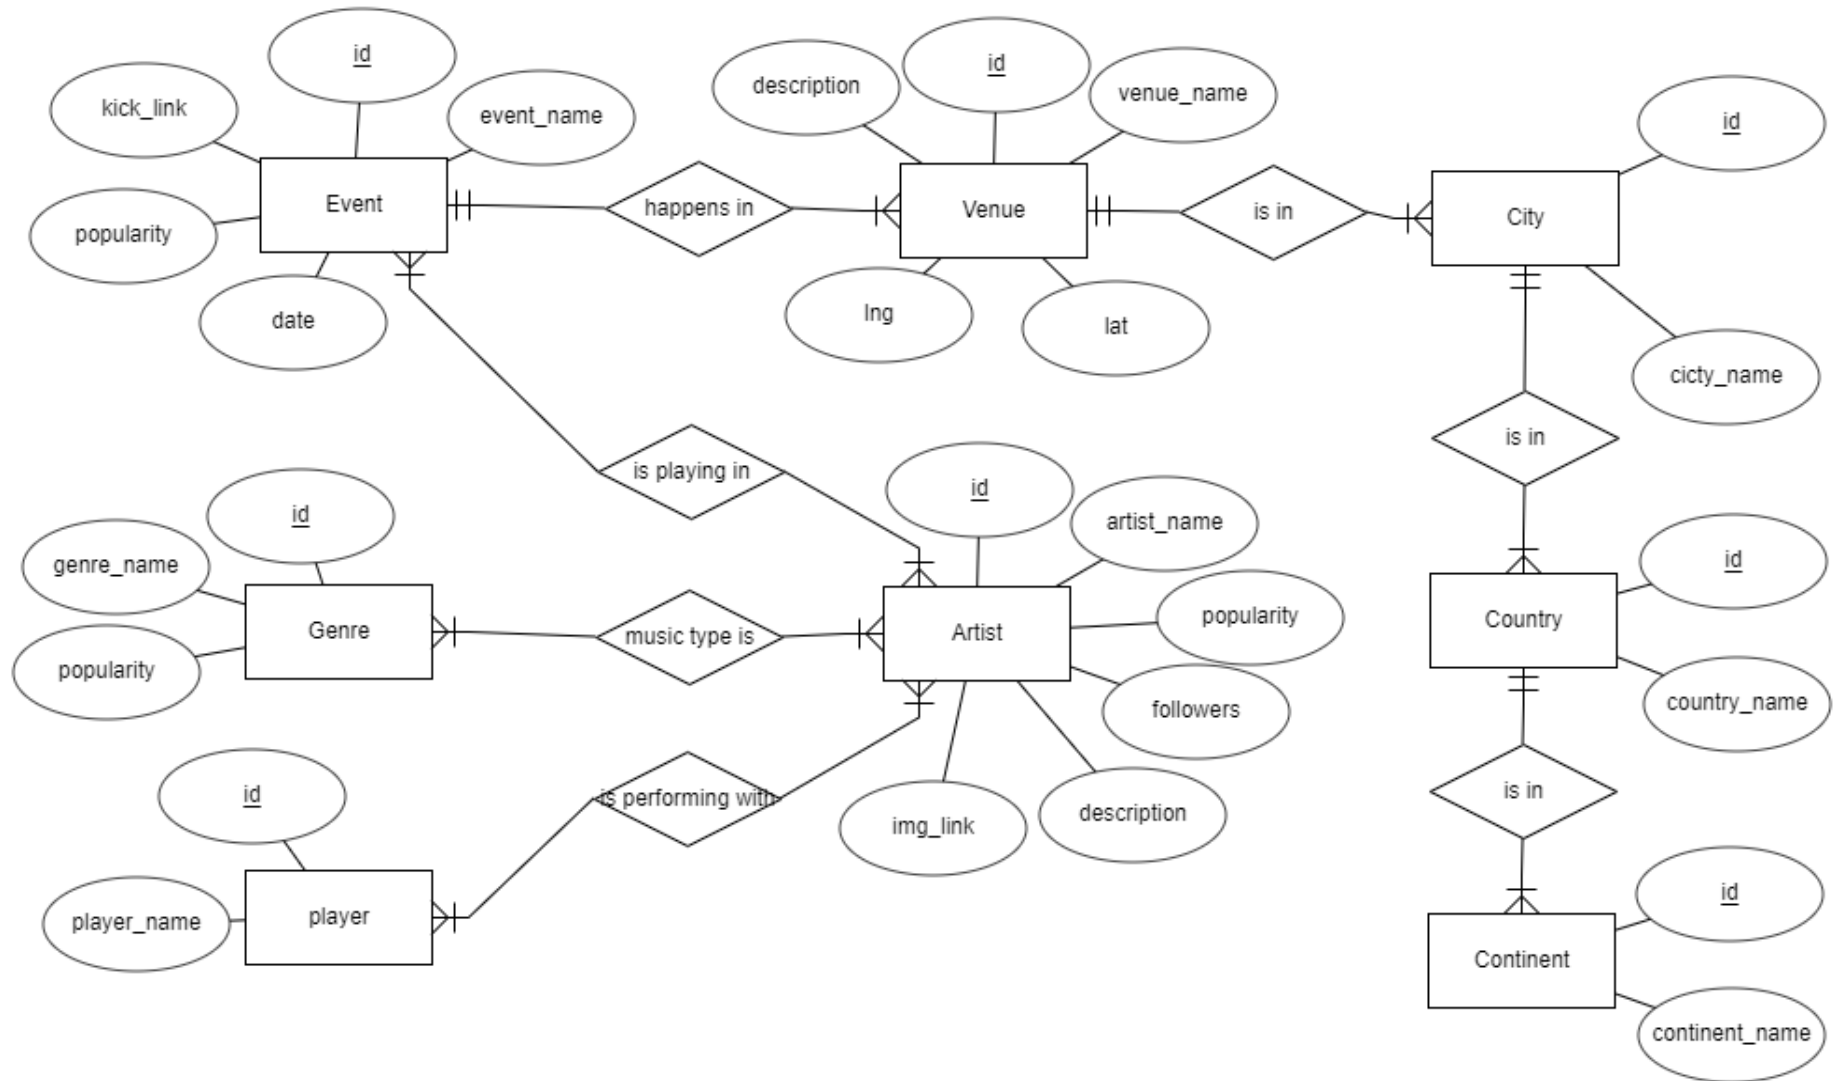 id
kick_link
event_name
Event
popularity
date
happens in
description
id
venue_name
Venue
lng
lat
is in
id
City
cicty_name
is in
is playing in
id
genre_name
Genre
popularity
music type is
id
artist_name
Artist
popularity
followers
description
img_link
id
Country
country_name
is in
id
player_name
player
is performing with
id
Continent
continent_name